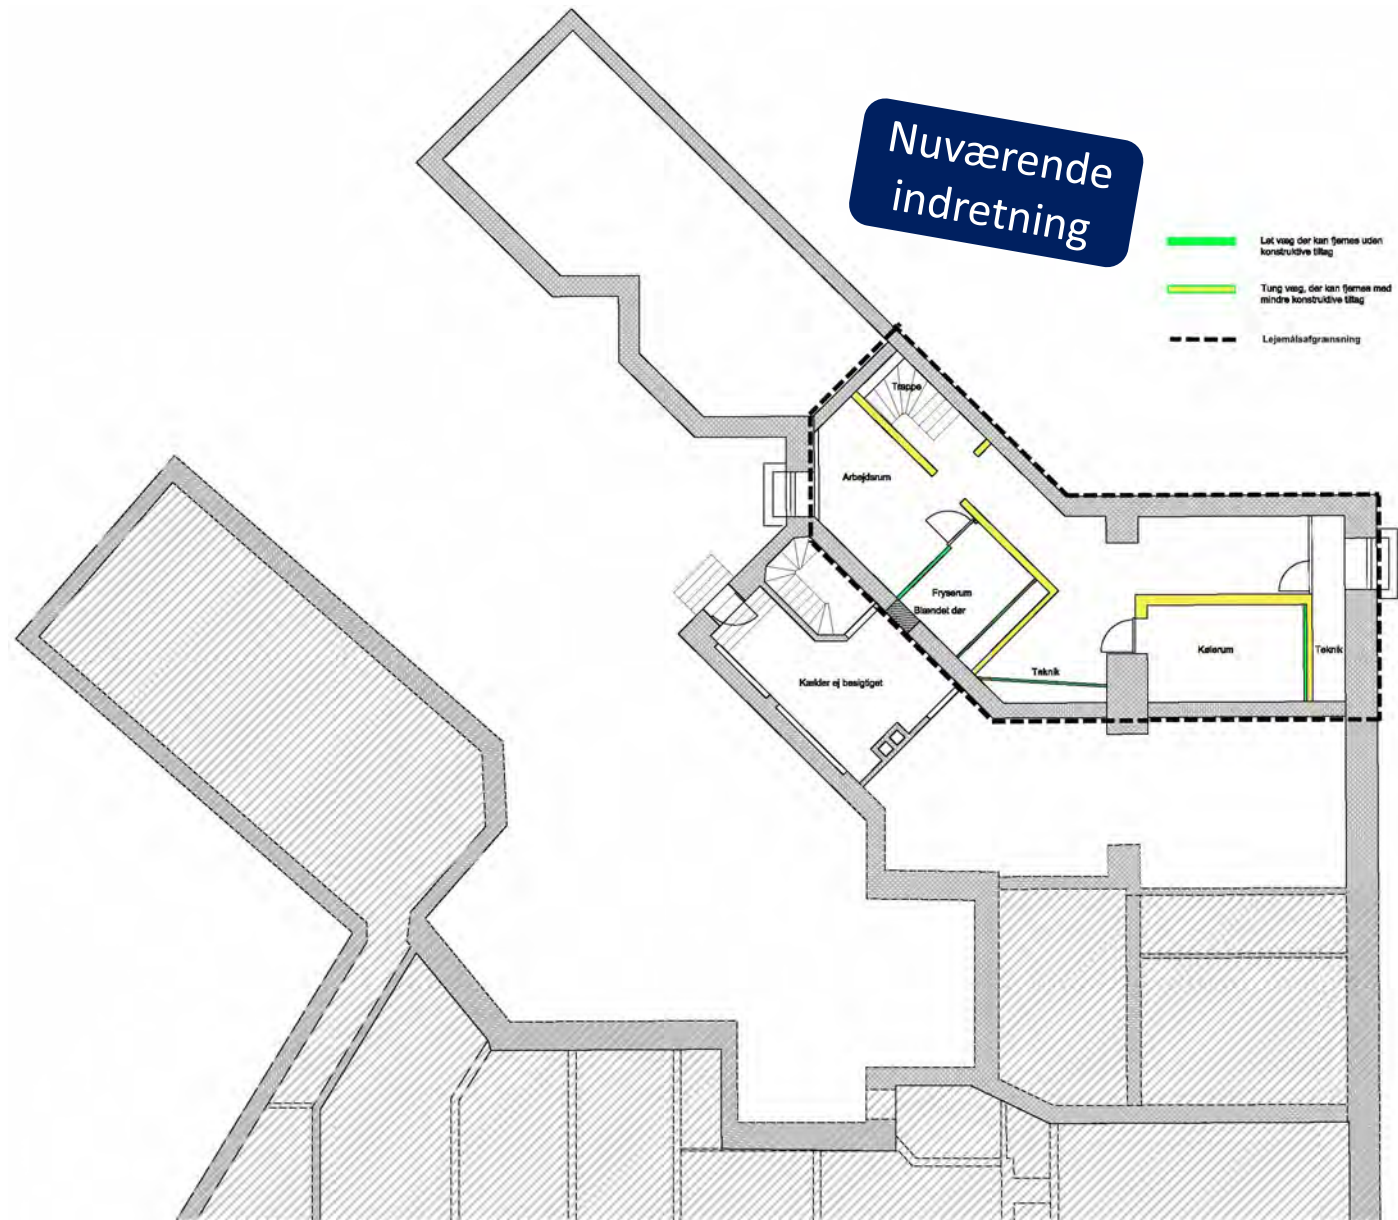 Nuværende
indretning
Let væg der kan fjernes uden
konstruktive tiltag
Tung væg, der kan fjernes med
mindre konstruktive tiltag
Lejemålsafgrænsning
Trappe
Arbejdsrum
Fryserum
Blændet dør
Kølerum
Teknik
Teknik
Kælder ej besigtiget